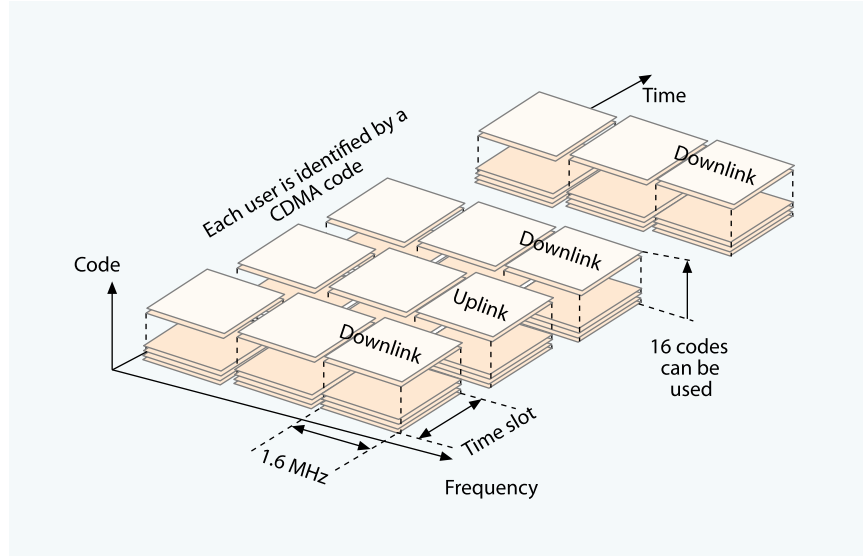 Time
Downlink
Each user is identified by a
CDMA code
Downlink
Code
Uplink
Downlink
16 codes
can be
used
Time slot
1.6 MHz
Frequency